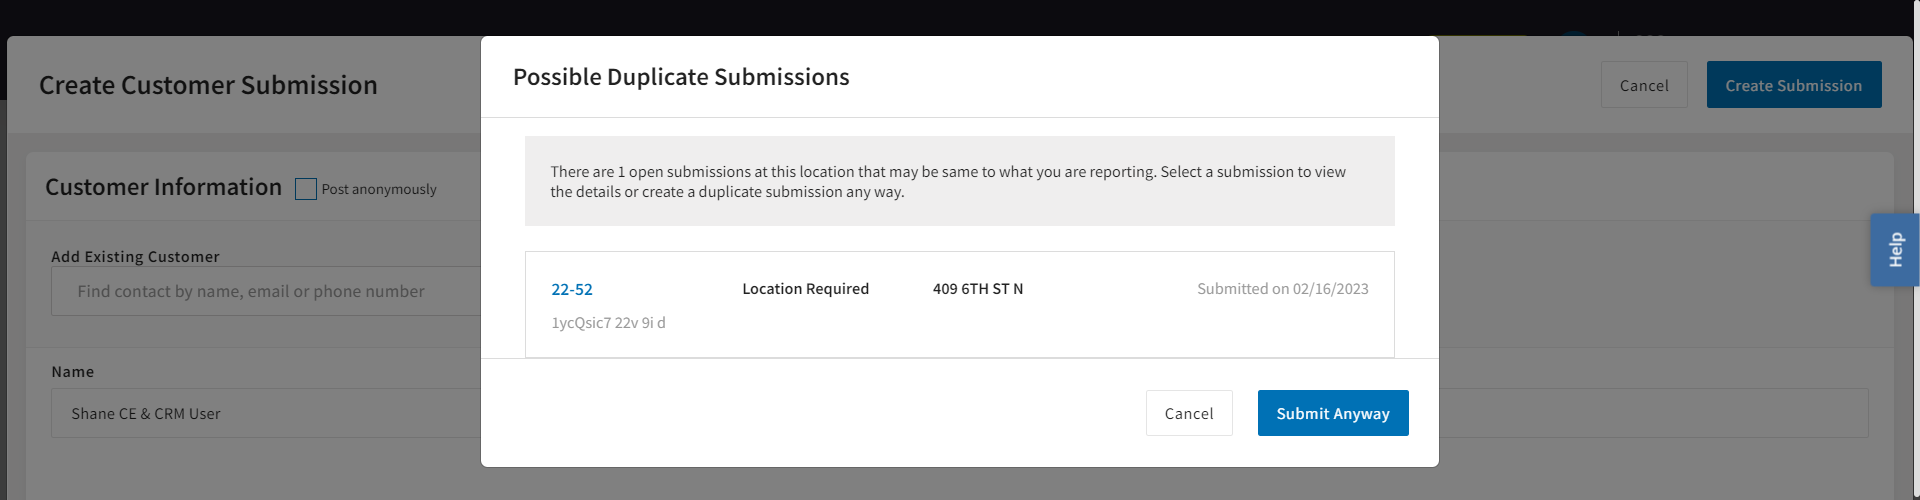 Create Customer Submission
Cancel
Create Submission
Customer Information
Post anonymously
Add Existing Customer
Find contact by name, email or phone number
Name
Shane CE & CRM User
Possible Duplicate Submissions
There are 1 open submissions at this location that may be same to what you are reporting. Select a submission to view
the details or create a duplicate submission any way.
22-52
Location Required
409 6TH ST N
Submitted on 02/16/2023
1ycQsic7 22v 9i d
Cancel
Submit Anyway
Help